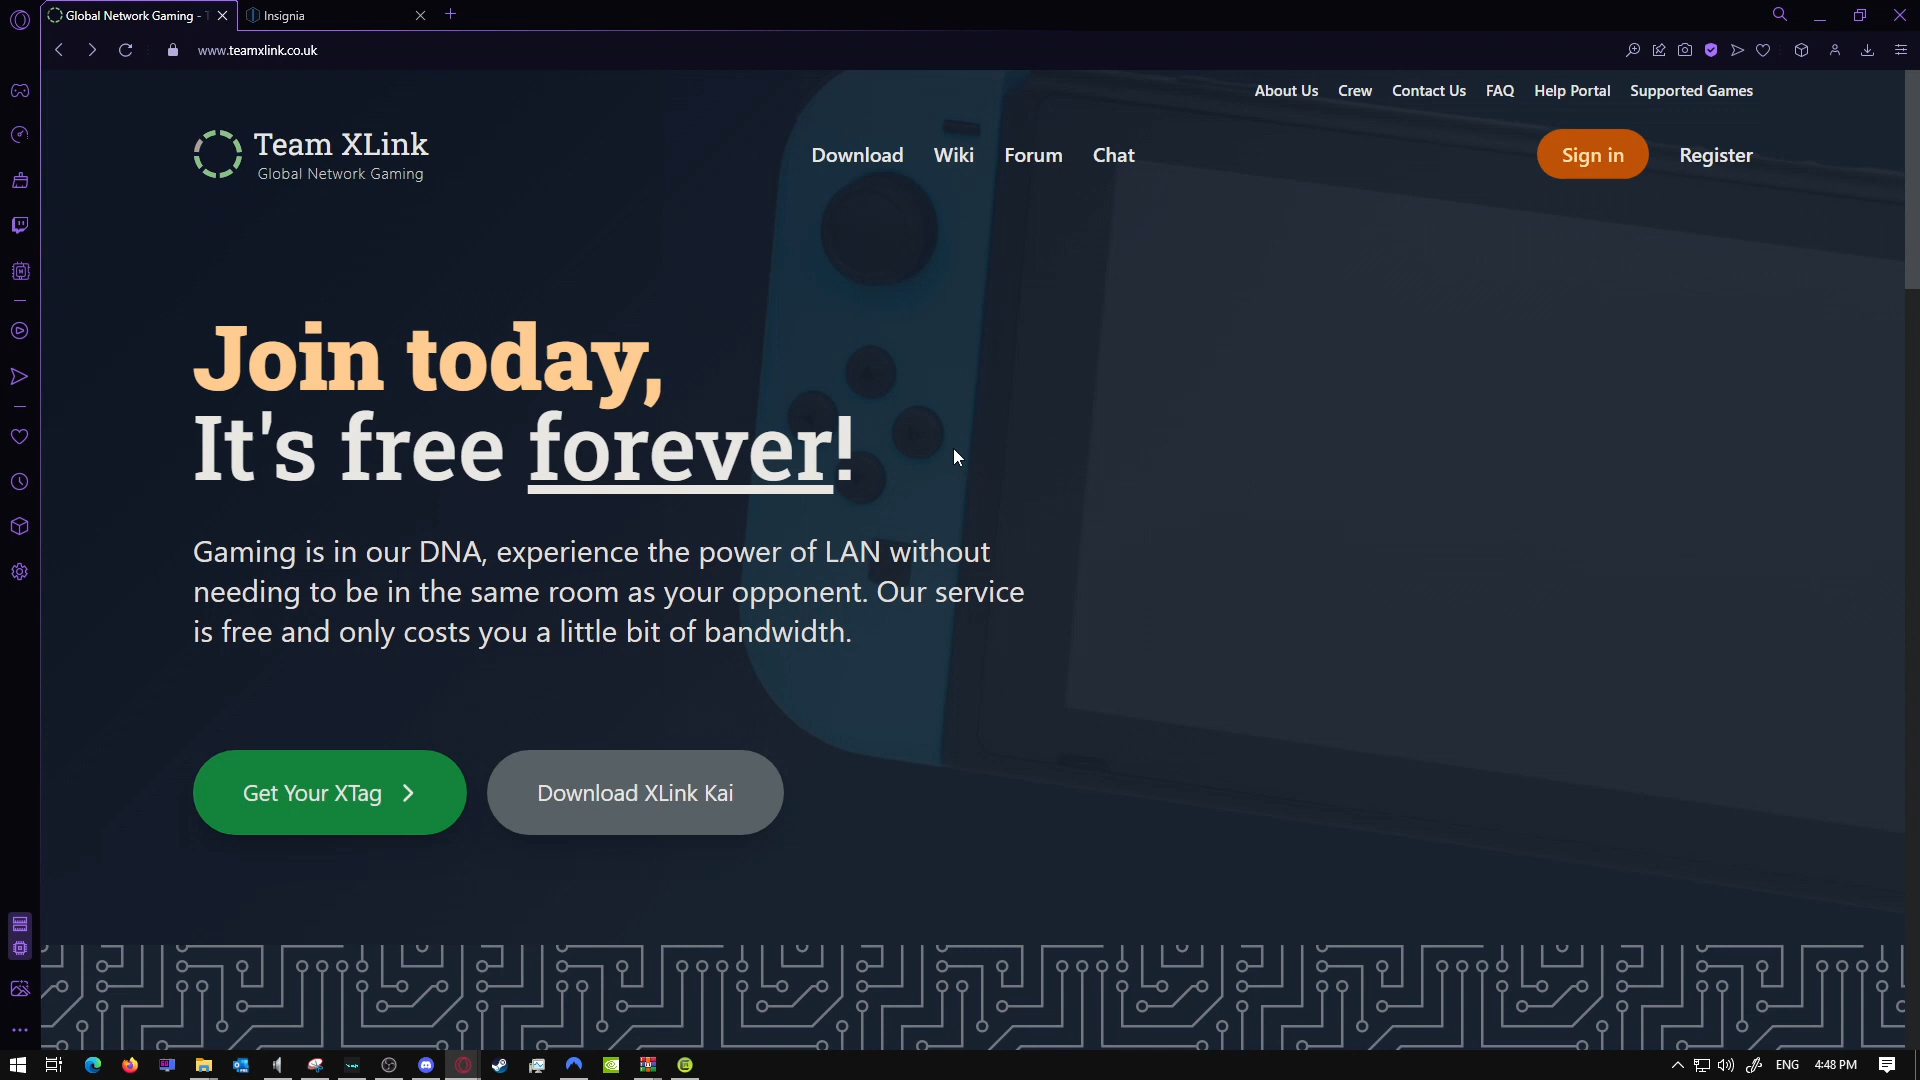 Global Network Gaming -
Insignia
www.teamxlink.co.uk
About Us
Crew
Contact Us
FAQ
Help Portal
Supported Games
Team XLink
Global Network Gaming
Download
Wiki
Forum
Chat
Sign in
Register
Join today,
It's free forever!
Gaming is in our DNA, experience the power of LAN without
needing to be in the same room as your opponent. Our service
is free and only costs you a little bit of bandwidth.
Get Your XTag
Download XLink Kai
ENG
4:48 PM